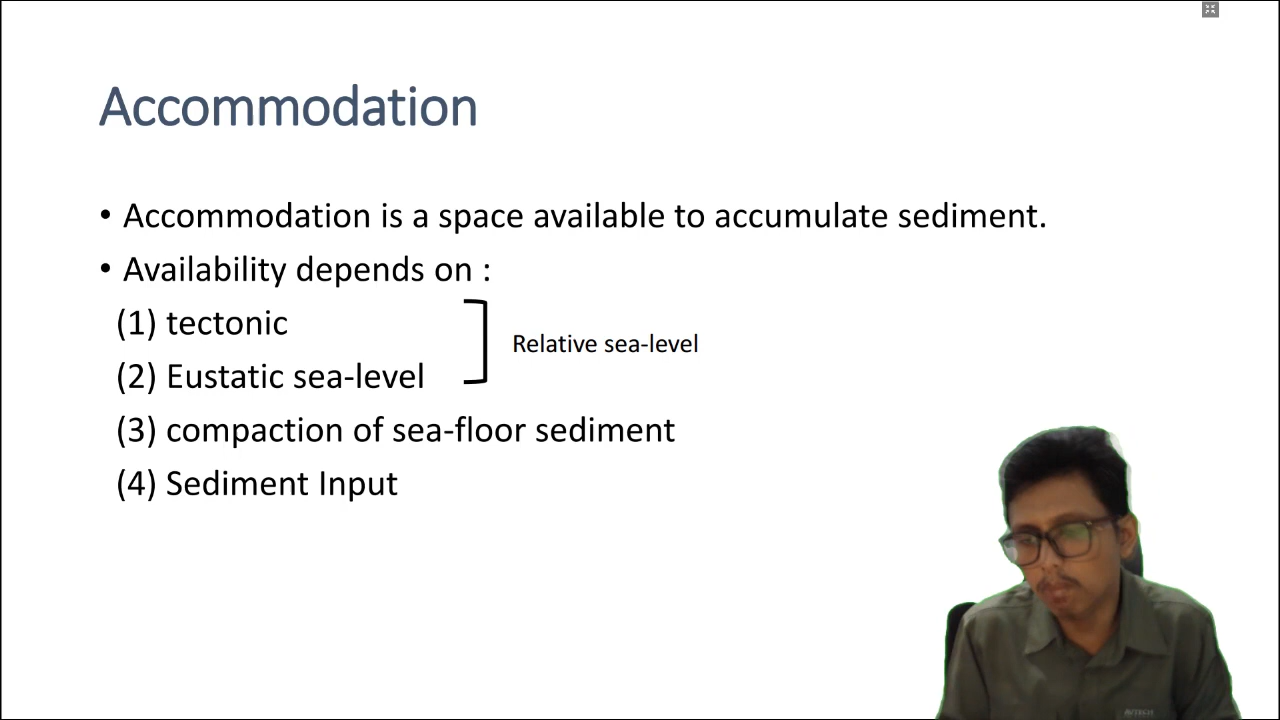 Accommodation
• Accommodation is a space available to accumulate sediment.
• Availability depends on :
(1) tectonic
(2) Eustatic sea-level
Relative sea-level
(3) compaction of sea-floor sediment
(4) Sediment Input